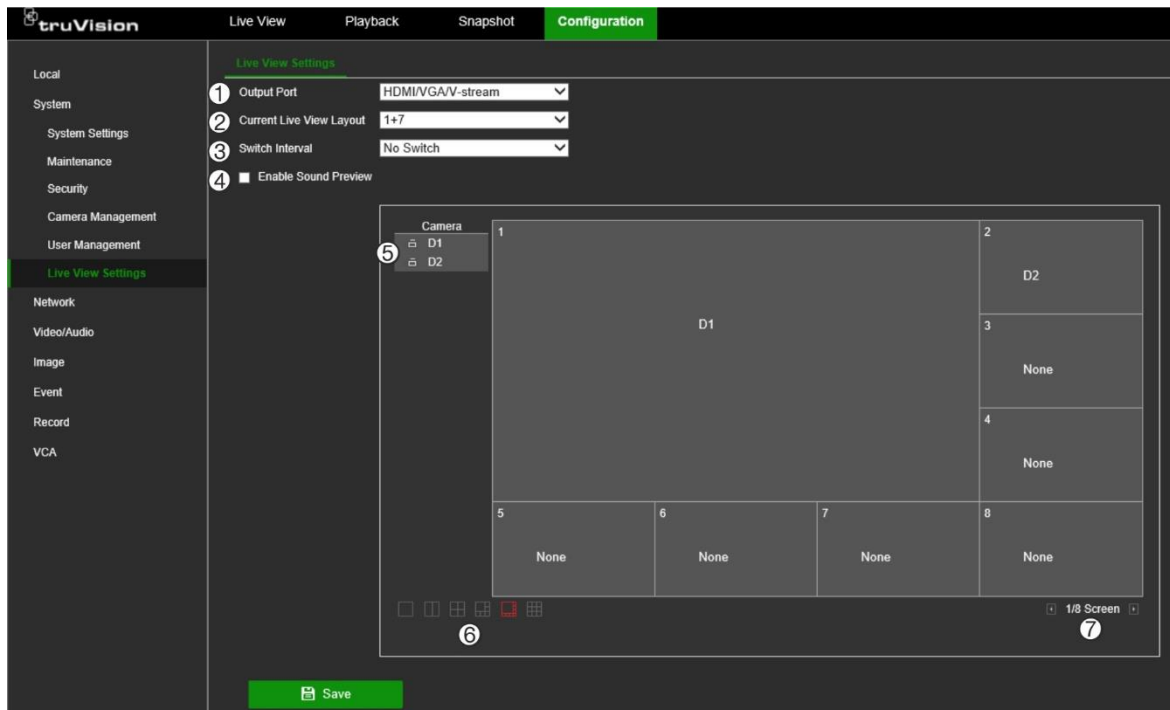 truVision
Live View
Playback
Snapshot
Configuration
Local
System
System Settings
Maintenance
Security
Camera Management
User Management
Live View Settings
Network
Video/Audio
Image
Event
Record
VCA
Live View Settings
1 Output Port HDMI/VGA/V-stream
2 Current Live View Layout 1+7
3 Switch Interval No Switch
4 Enable Sound Preview
Camera
5 D1
D2
1
D1
2
D2
3
None
4
None
5
None
6
None
7
None
8
None
6
1/8 Screen
7
Save